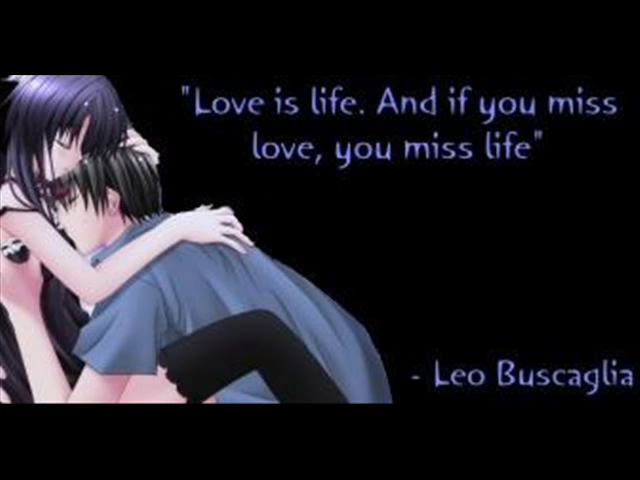 "Love is life. And if you miss
love, you miss life"
- Leo Buscaglia